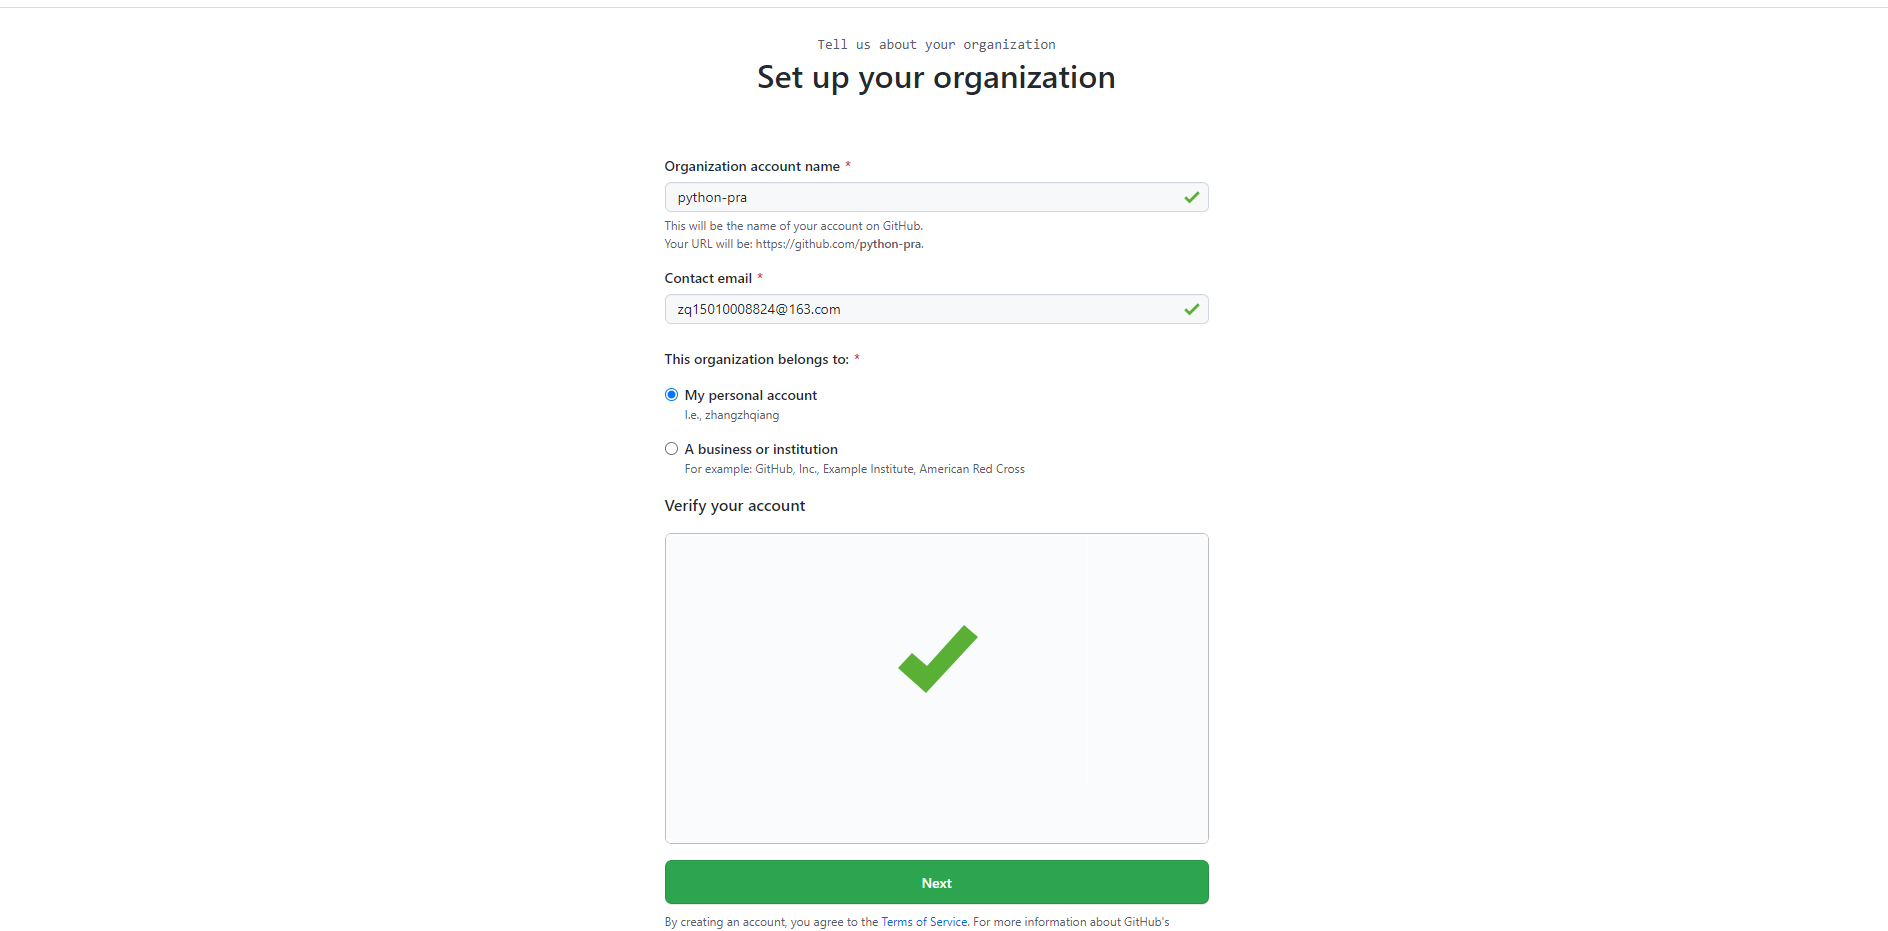 Tell us about your organization
Set up your organization
Organization account name *
python-pra
This will be the name of your account on GitHub.
Your URL will be: https://github.com/python-pra.
Contact email *
zq15010008824@163.com
This organization belongs to: *
My personal account
I.e., zhangzhqiang
A business or institution
For example: GitHub, Inc., Example Institute, American Red Cross
Verify your account
Next
By creating an account, you agree to the Terms of Service. For more information about GitHub's